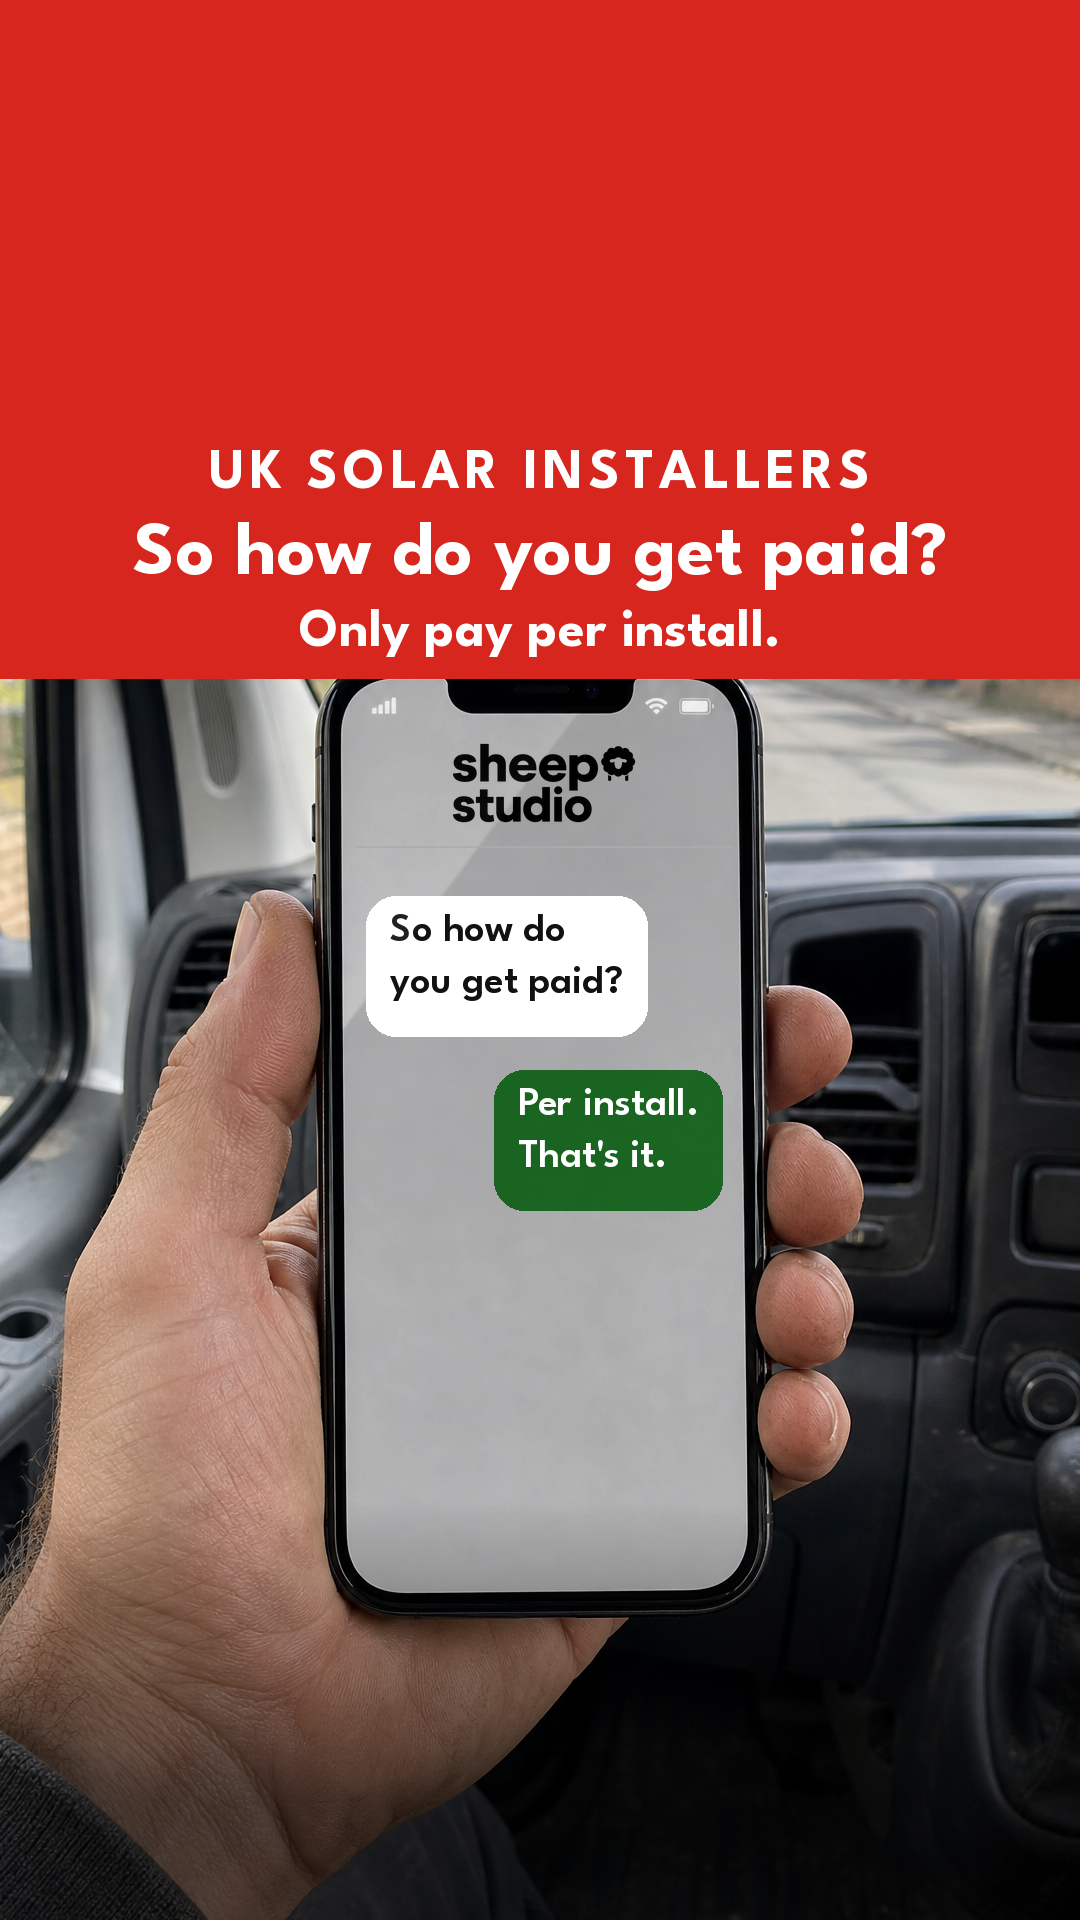 UK SOLAR INSTALLERS
So how do you get paid?
Only pay per install.
sheep
studio
So how do
you get paid?
Per install.
That's it.